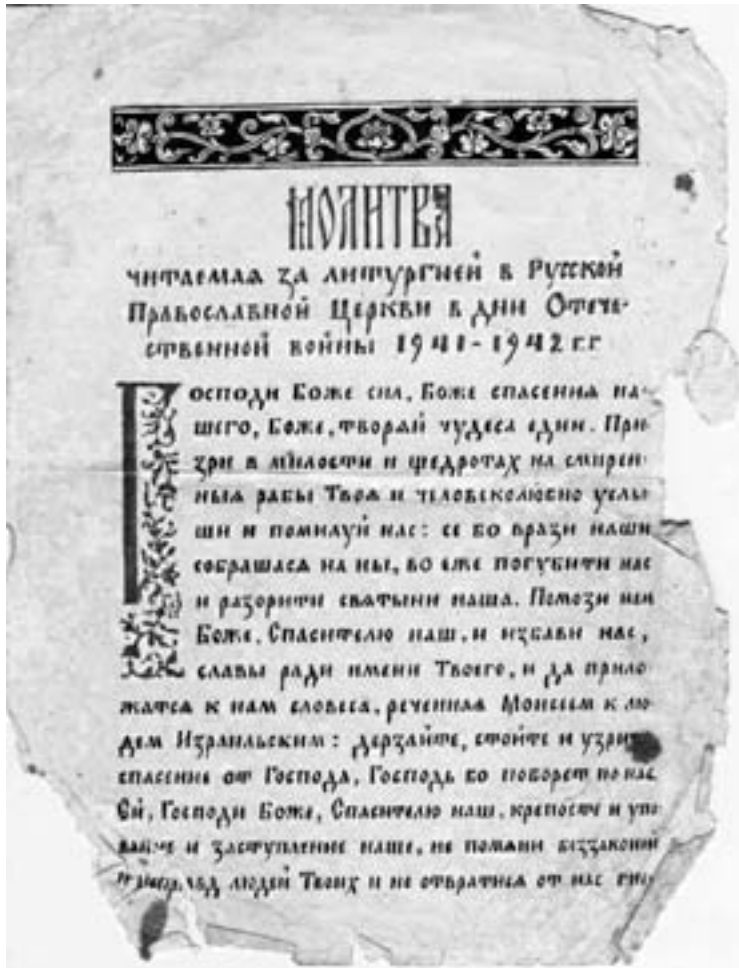 МОЛИТВА
читаемая за литургией в Русской
Православной Церкви в дни Отече-
ственной войны 1941-1942 г.г
Господи Боже сил, Боже спасения на-
шего, Боже, творяй чудеса един. При-
зри в милости и щедротах на смирен-
ныя рабы Твоя и человеколюбно услы-
ши и помилуй нас: се бо врази наши
собрашася на ны, во еже погубити нас
и разорити святыни наша. Помози нам
Боже, Спасителю наш, и избави нас,
славы ради имени Твоего, и да прило-
жатся к нам словеса, реченная Моисеем к лю-
дем Израильским: дерзайте, стойте и узрите
спасение от Господа, Господь бо поборет по нас.
Ей, Господи Боже, Спасителю наш, крепосте и упо-
вание и заступление наше, не помяни беззаконий
и неправд людей Твоих и не отвратися от нас гне-